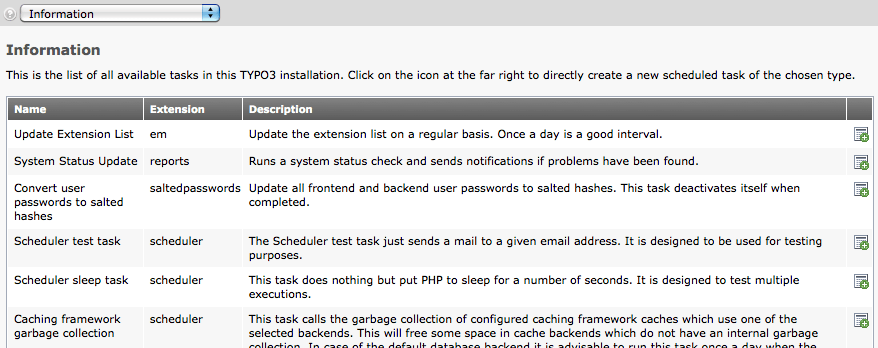 Information
Information
This is the list of all available tasks in this TYPO3 installation. Click on the icon at the far right to directly create a new scheduled task of the chosen type.
Name Extension Description
Update Extension List em Update the extension list on a regular basis. Once a day is a good interval.
System Status Update reports Runs a system status check and sends notifications if problems have been found.
Convert user saltedpasswords Update all frontend and backend user passwords to salted hashes. This task deactivates itself when
passwords to salted completed.
hashes
Scheduler test task scheduler The Scheduler test task just sends a mail to a given email address. It is designed to be used for testing
purposes.
Scheduler sleep task scheduler This task does nothing but put PHP to sleep for a number of seconds. It is designed to test multiple
executions.
Caching framework scheduler This task calls the garbage collection of configured caching framework caches which use one of the
garbage collection selected backends. This will free some space in cache backends which do not have an internal garbage
collection. In case of the default database backend it is advisable to run this task once a day when the